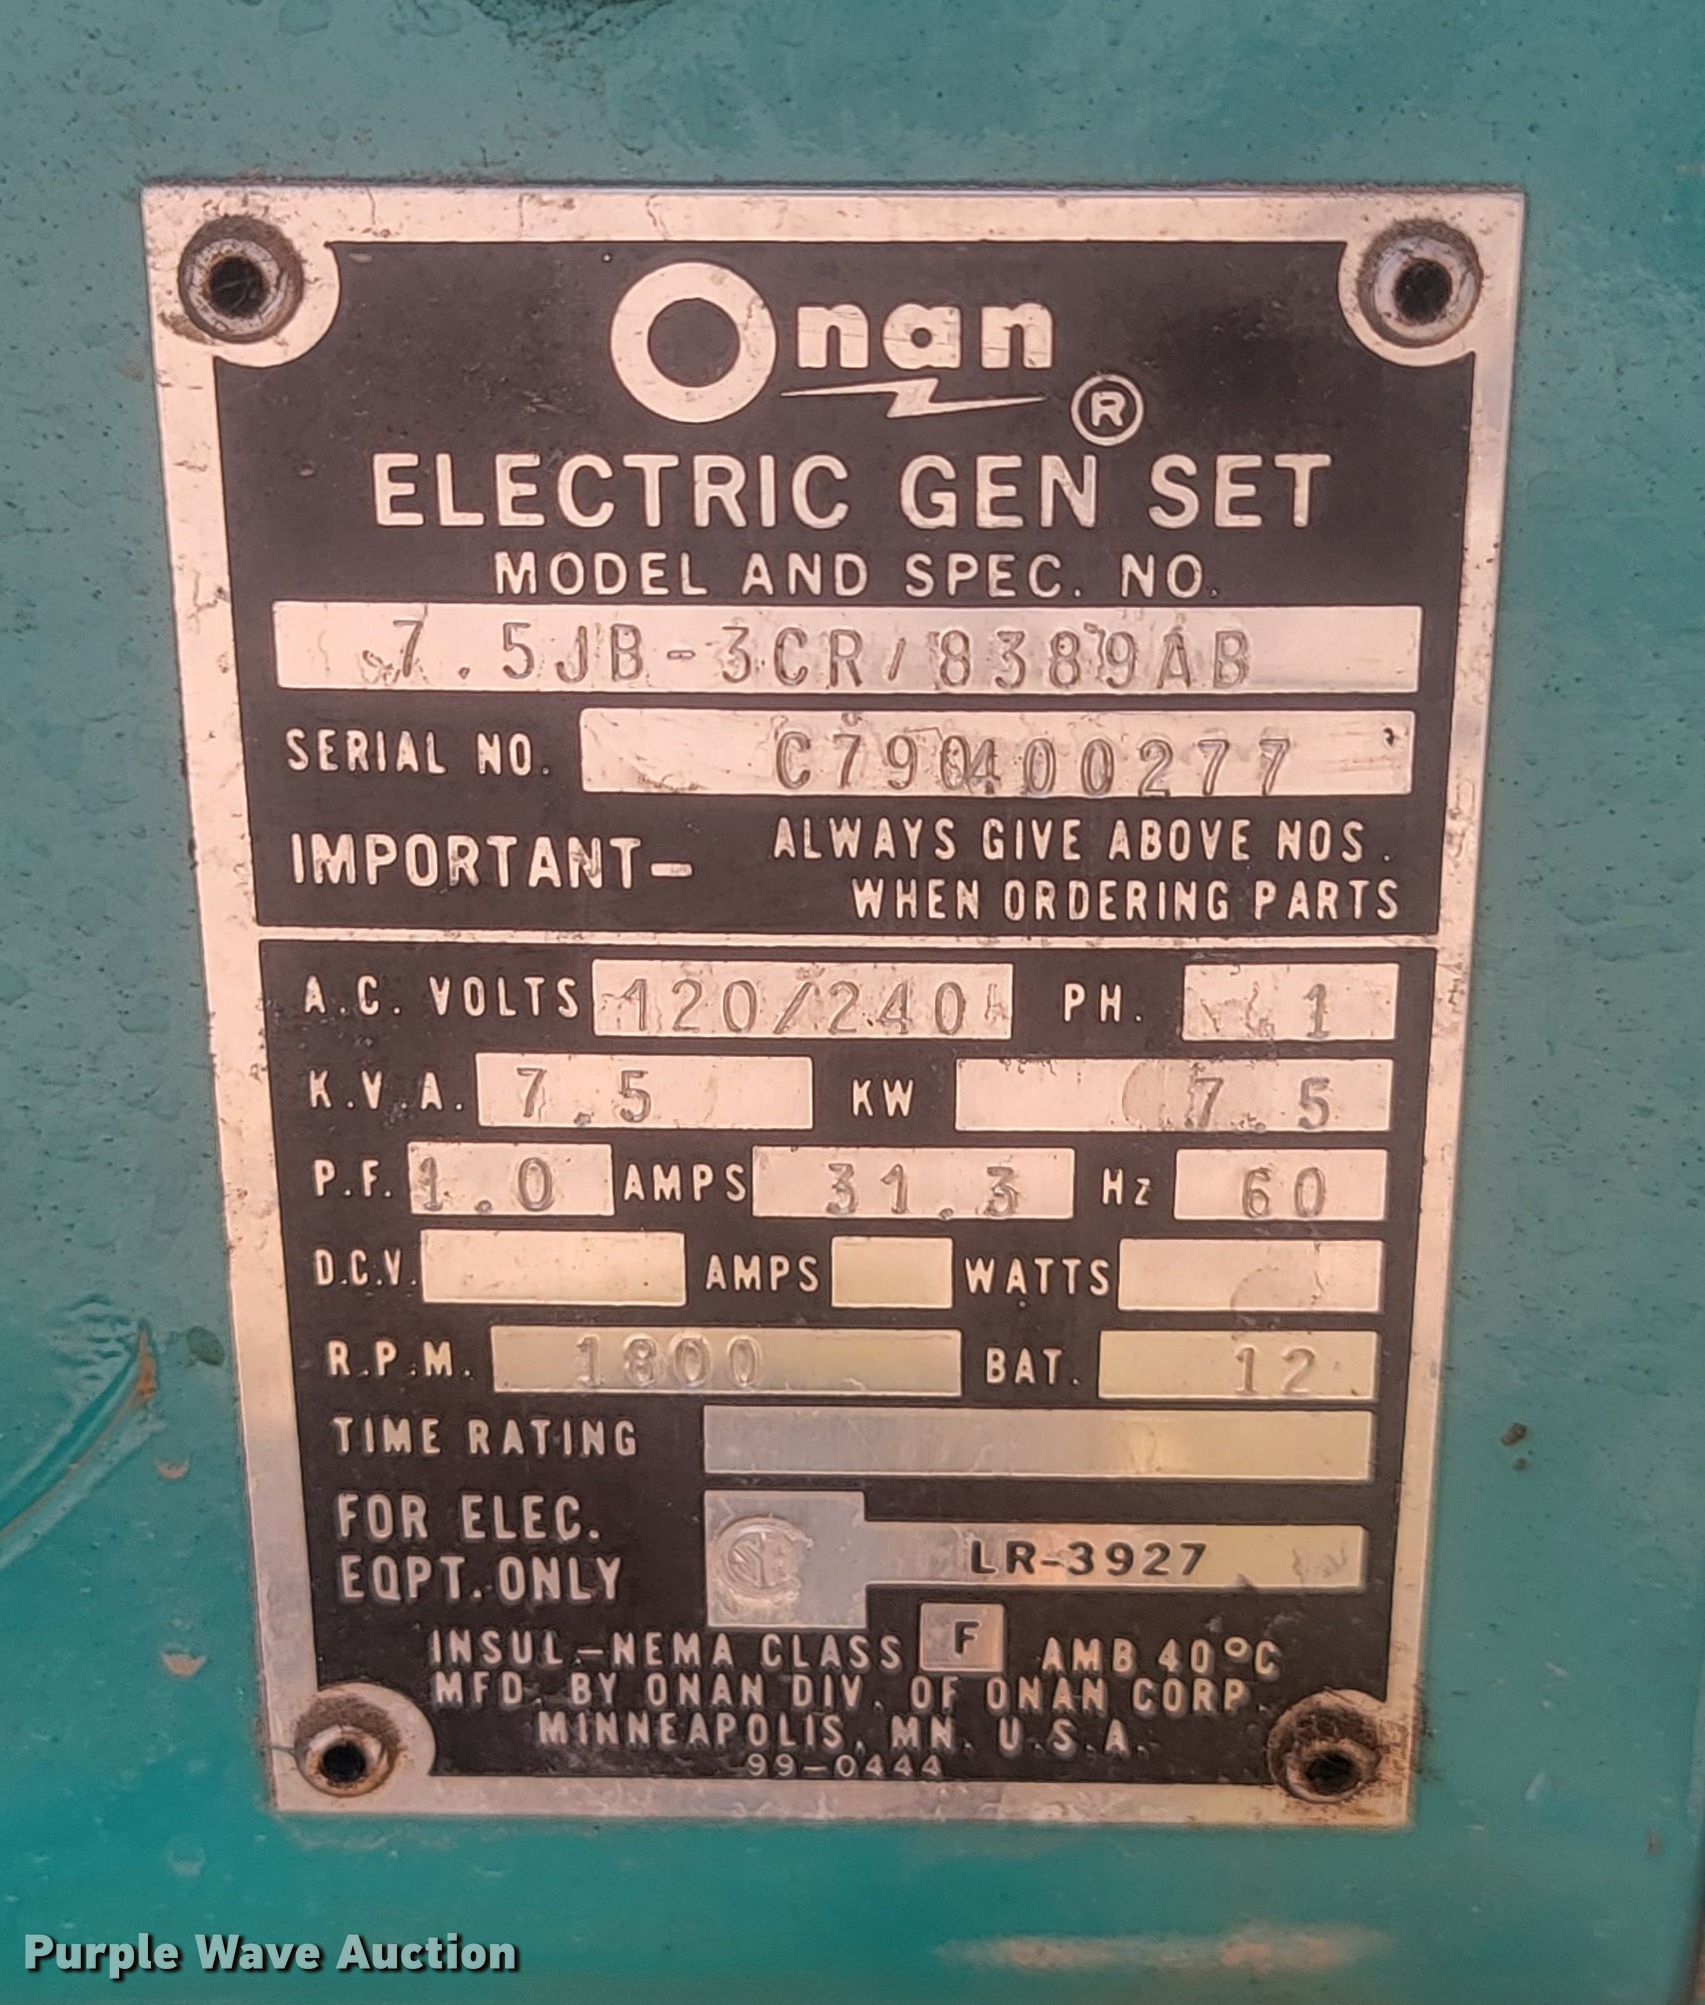 Onan ®
ELECTRIC GEN SET
MODEL AND SPEC. NO.
7.5JB-3CR/8389AB
SERIAL NO. C790400277
IMPORTANT- ALWAYS GIVE ABOVE NOS.
WHEN ORDERING PARTS
A.C. VOLTS 120/240 PH. 1
K.V.A. 7.5 KW 7.5
P.F. 1.0 AMPS 31.3 Hz 60
D.C.V. AMPS WATTS
R.P.M. 1800 BAT. 12
TIME RATING
FOR ELEC.
EQPT. ONLY LR-3927
INSUL-NEMA CLASS F AMB 40°C
MFD. BY ONAN DIV. OF ONAN CORP.
MINNEAPOLIS, MN. U.S.A.
99-0444
Purple Wave Auction